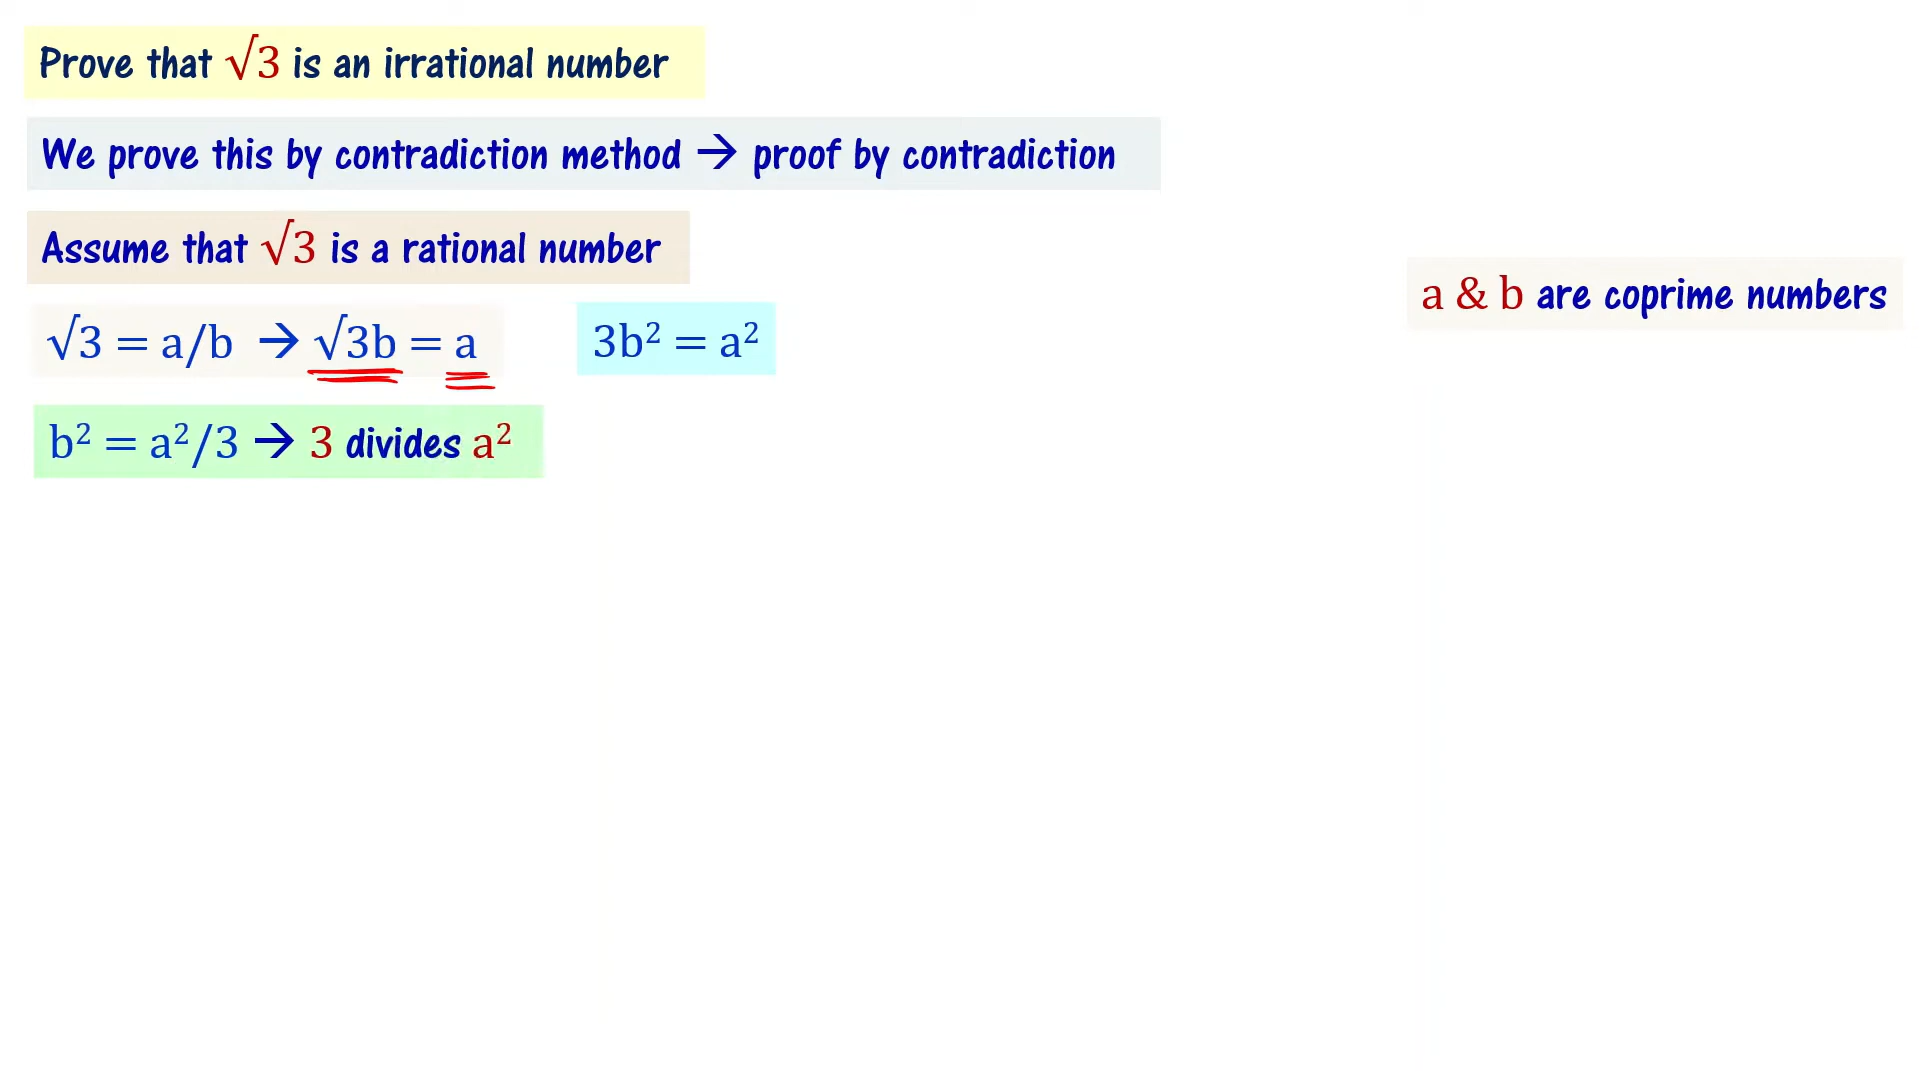 Prove that √3 is an irrational number
We prove this by contradiction method → proof by contradiction
Assume that √3 is a rational number
a & b are coprime numbers
√3 = a/b → √3b = a
3b² = a²
b² = a²/3 → 3 divides a²